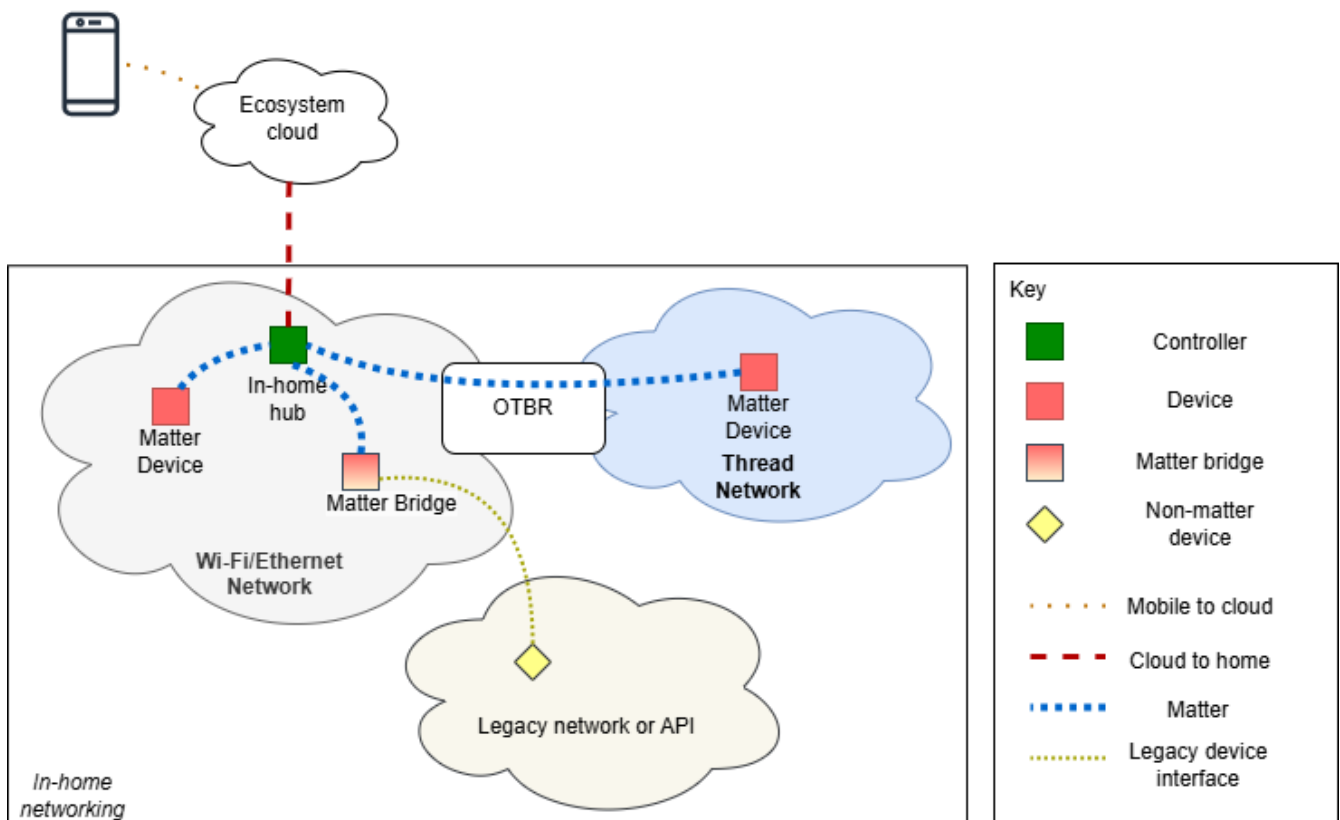 Ecosystem
cloud
In-home
hub
Matter
Device
Matter Bridge
Wi-Fi/Ethernet
Network
OTBR
Matter
Device
Thread
Network
Legacy network or API
In-home
networking
Key
Controller
Device
Matter bridge
Non-matter
device
Mobile to cloud
Cloud to home
Matter
Legacy device
interface